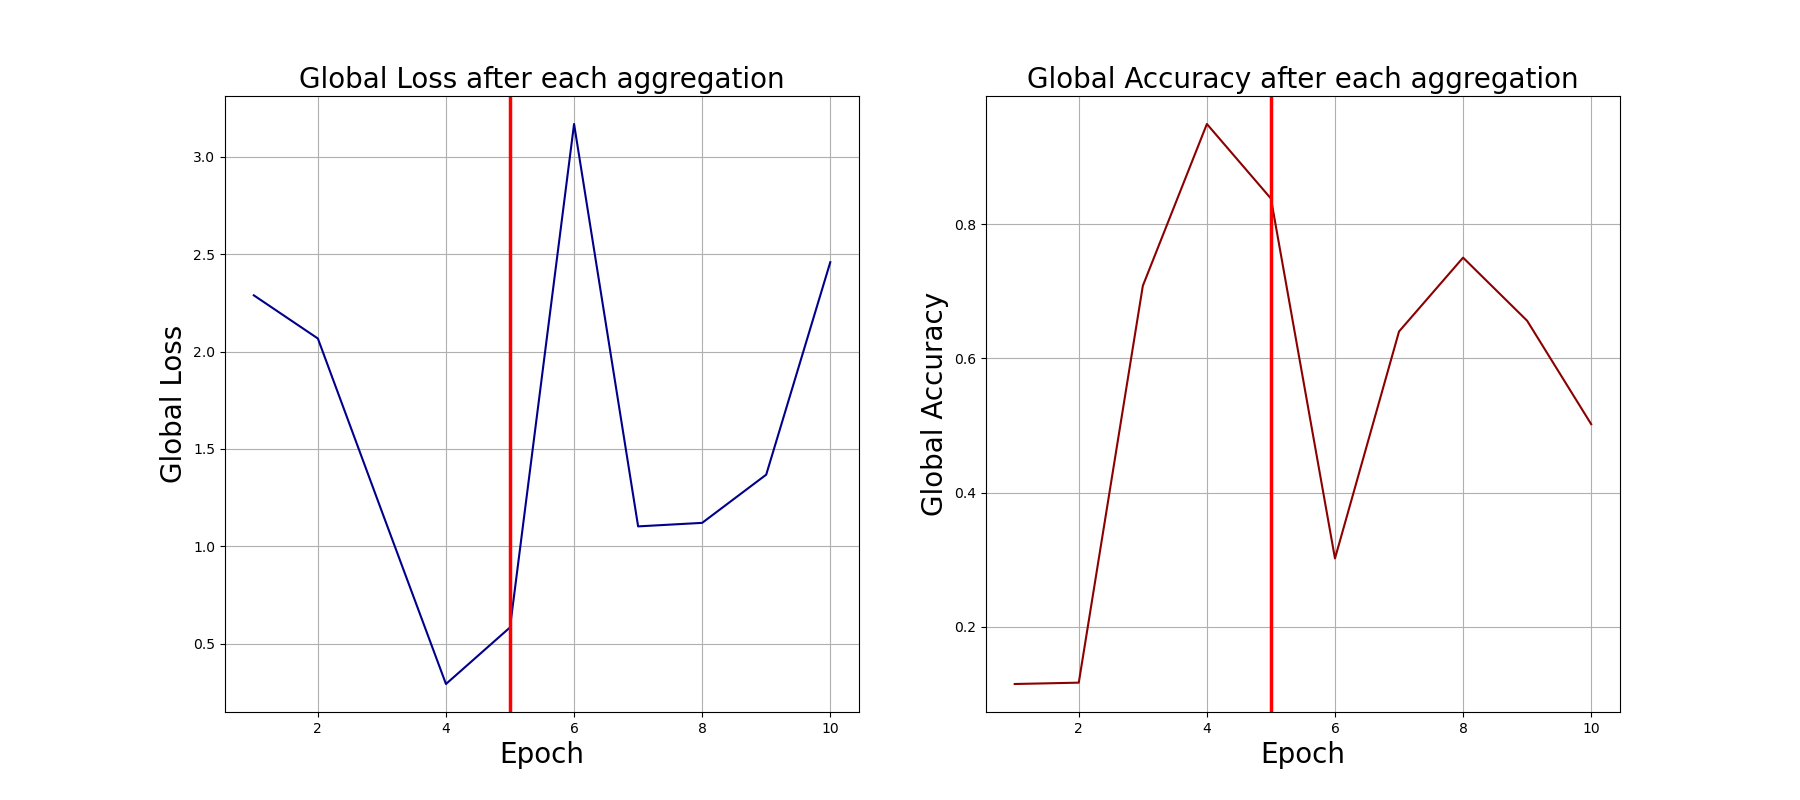 Global Loss after each aggregation
Global Loss
3.0
2.5
2.0
1.5
1.0
0.5
2 4 6 8 10
Epoch
Global Accuracy after each aggregation
Global Accuracy
0.8
0.6
0.4
0.2
2 4 6 8 10
Epoch